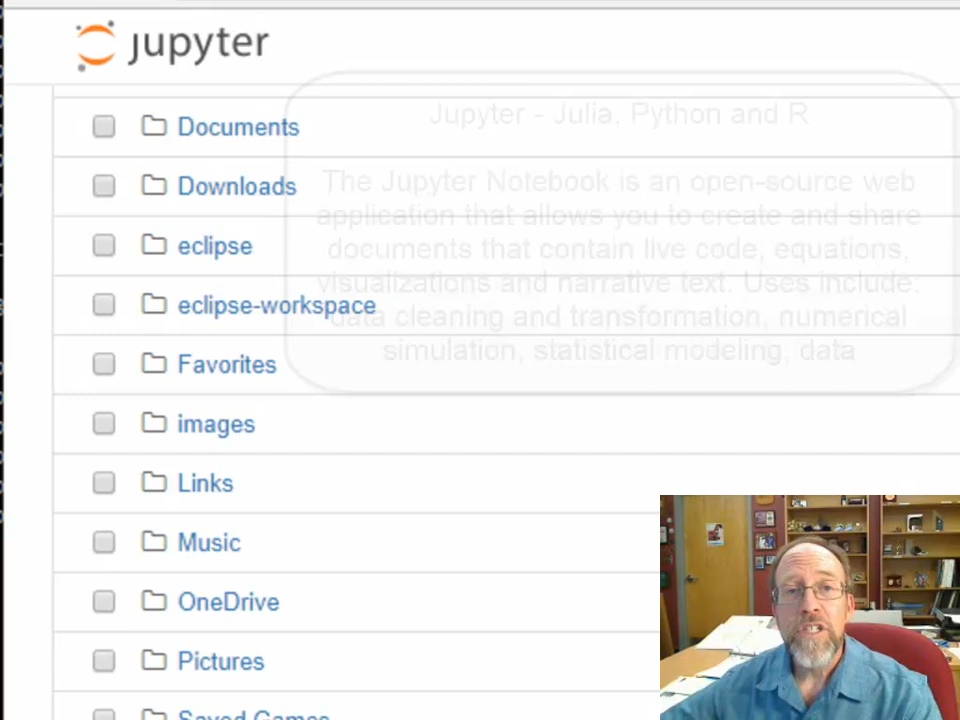 jupyter
Documents
Downloads
eclipse
eclipse-workspace
Favorites
images
Links
Music
OneDrive
Pictures
Saved Games
Jupyter - Julia, Python and R
The Jupyter Notebook is an open-source web
application that allows you to create and share
documents that contain live code, equations,
visualizations and narrative text. Uses include:
data cleaning and transformation, numerical
simulation, statistical modeling, data